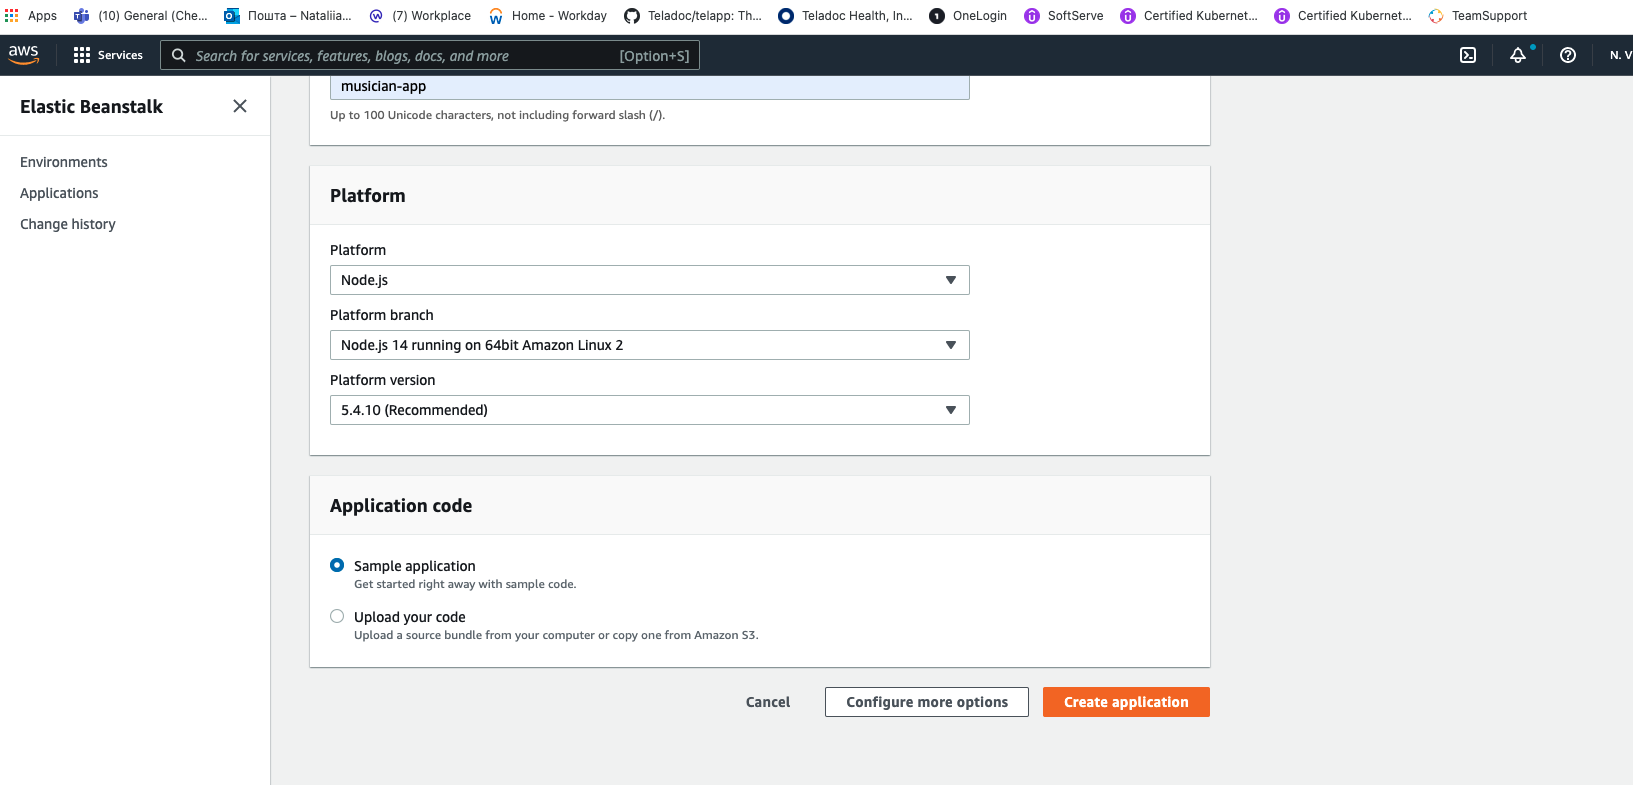 Apps (10) General (Che... Пошта – Nataliia... (7) Workplace Home - Workday Teladoc/telapp: Th... Teladoc Health, In... OneLogin SoftServe Certified Kubernet... Certified Kubernet... TeamSupport
aws Services Search for services, features, blogs, docs, and more [Option+S] N. V
Elastic Beanstalk
Environments
Applications
Change history
musician-app
Up to 100 Unicode characters, not including forward slash (/).
Platform
Platform
Node.js
Platform branch
Node.js 14 running on 64bit Amazon Linux 2
Platform version
5.4.10 (Recommended)
Application code
Sample application
Get started right away with sample code.
Upload your code
Upload a source bundle from your computer or copy one from Amazon S3.
Cancel Configure more options Create application